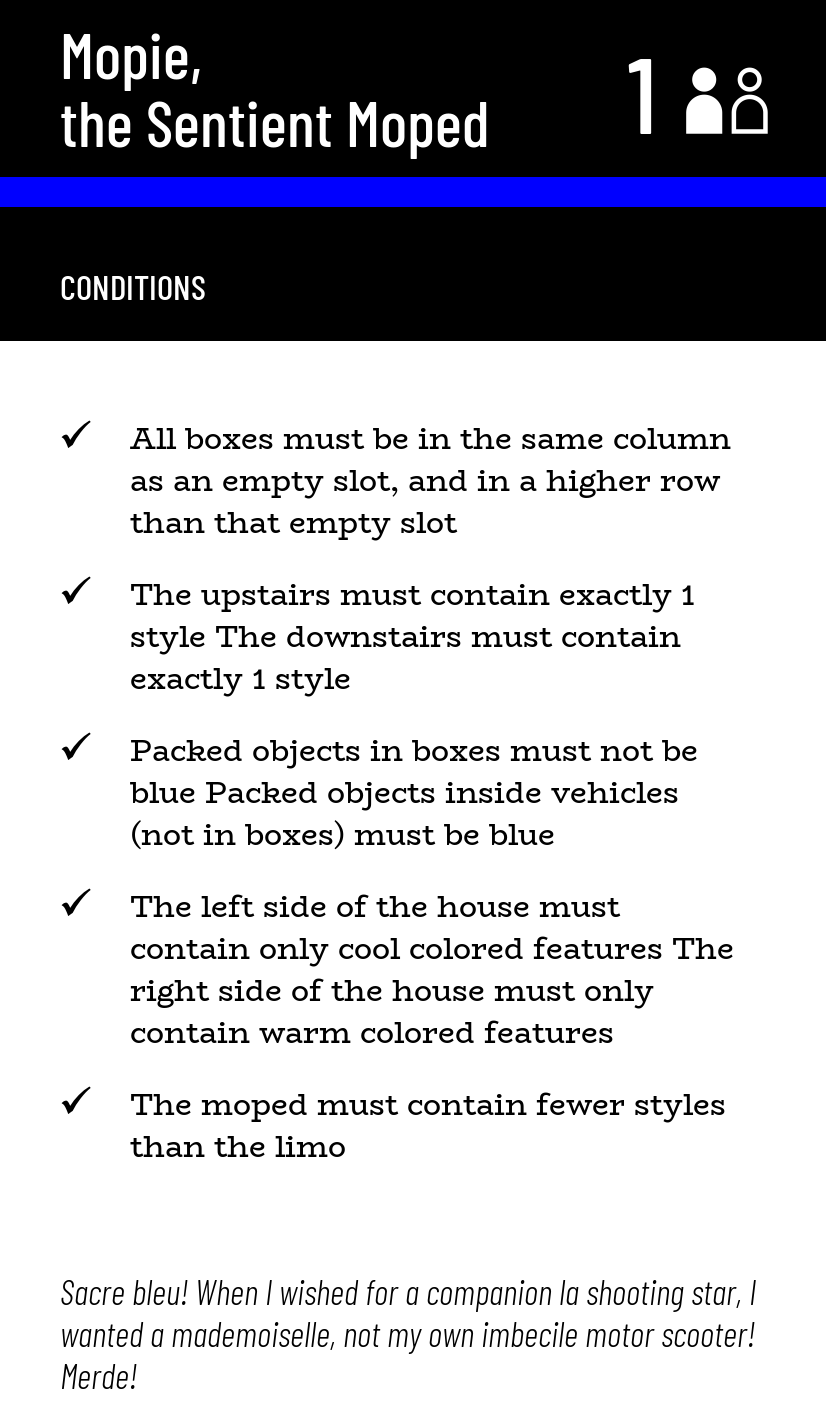 Mopie,
the Sentient Moped
1
CONDITIONS
✓ All boxes must be in the same column
as an empty slot, and in a higher row
than that empty slot
✓ The upstairs must contain exactly 1
style The downstairs must contain
exactly 1 style
✓ Packed objects in boxes must not be
blue Packed objects inside vehicles
(not in boxes) must be blue
✓ The left side of the house must
contain only cool colored features The
right side of the house must only
contain warm colored features
✓ The moped must contain fewer styles
than the limo
Sacre bleu! When I wished for a companion la shooting star, I
wanted a mademoiselle, not my own imbecile motor scooter!
Merde!